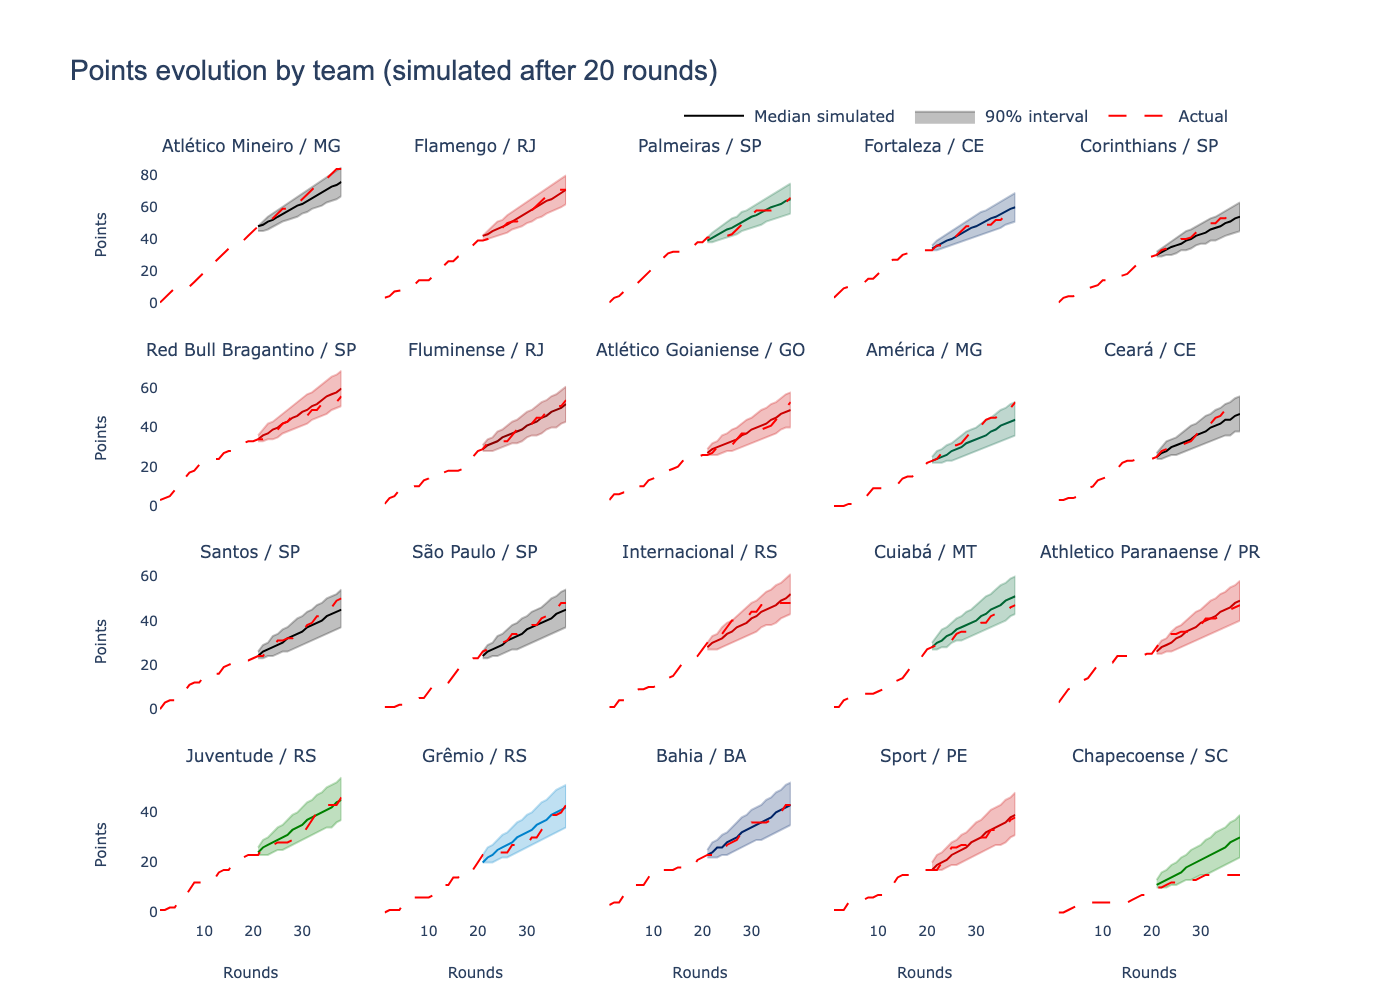 Points evolution by team (simulated after 20 rounds)
Median simulated 90% interval Actual
Atlético Mineiro / MG Flamengo / RJ Palmeiras / SP Fortaleza / CE Corinthians / SP
80
60
40
20
0
Points
Red Bull Bragantino / SP Fluminense / RJ Atlético Goianiense / GO América / MG Ceará / CE
60
40
20
0
Points
Santos / SP São Paulo / SP Internacional / RS Cuiabá / MT Athletico Paranaense / PR
60
40
20
0
Points
Juventude / RS Grêmio / RS Bahia / BA Sport / PE Chapecoense / SC
40
20
0
Points
10 20 30 10 20 30 10 20 30 10 20 30 10 20 30
Rounds Rounds Rounds Rounds Rounds